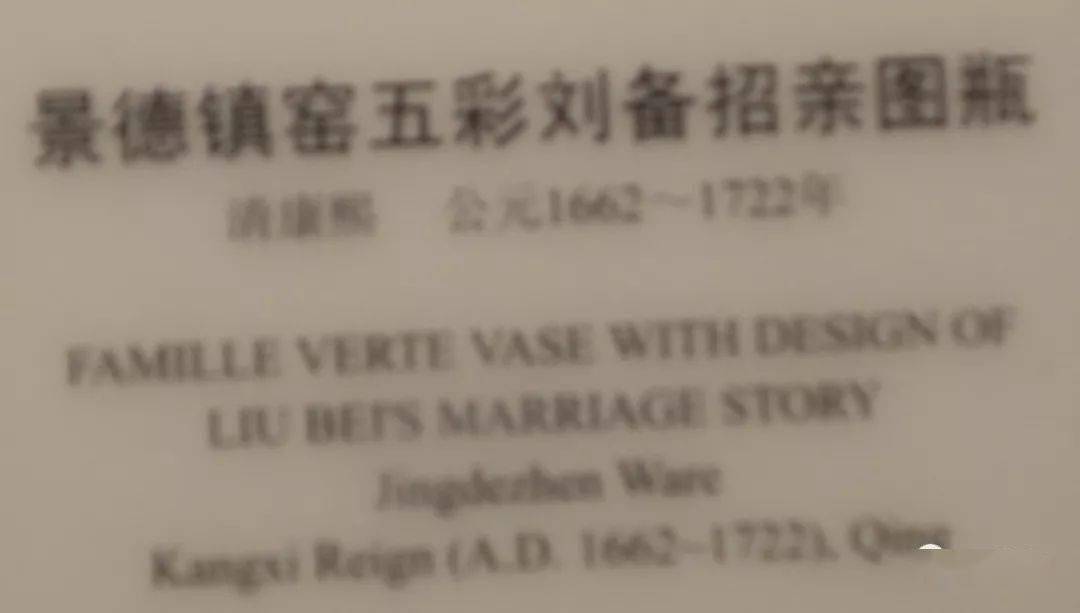 景德镇窑五彩刘备招亲图瓶
清康熙 公元1662～1722年
FAMILLE VERTE VASE WITH DESIGN OF
LIU BEI'S MARRIAGE STORY
Jingdezhen Ware
Kangxi Reign (A.D. 1662~1722), Qing